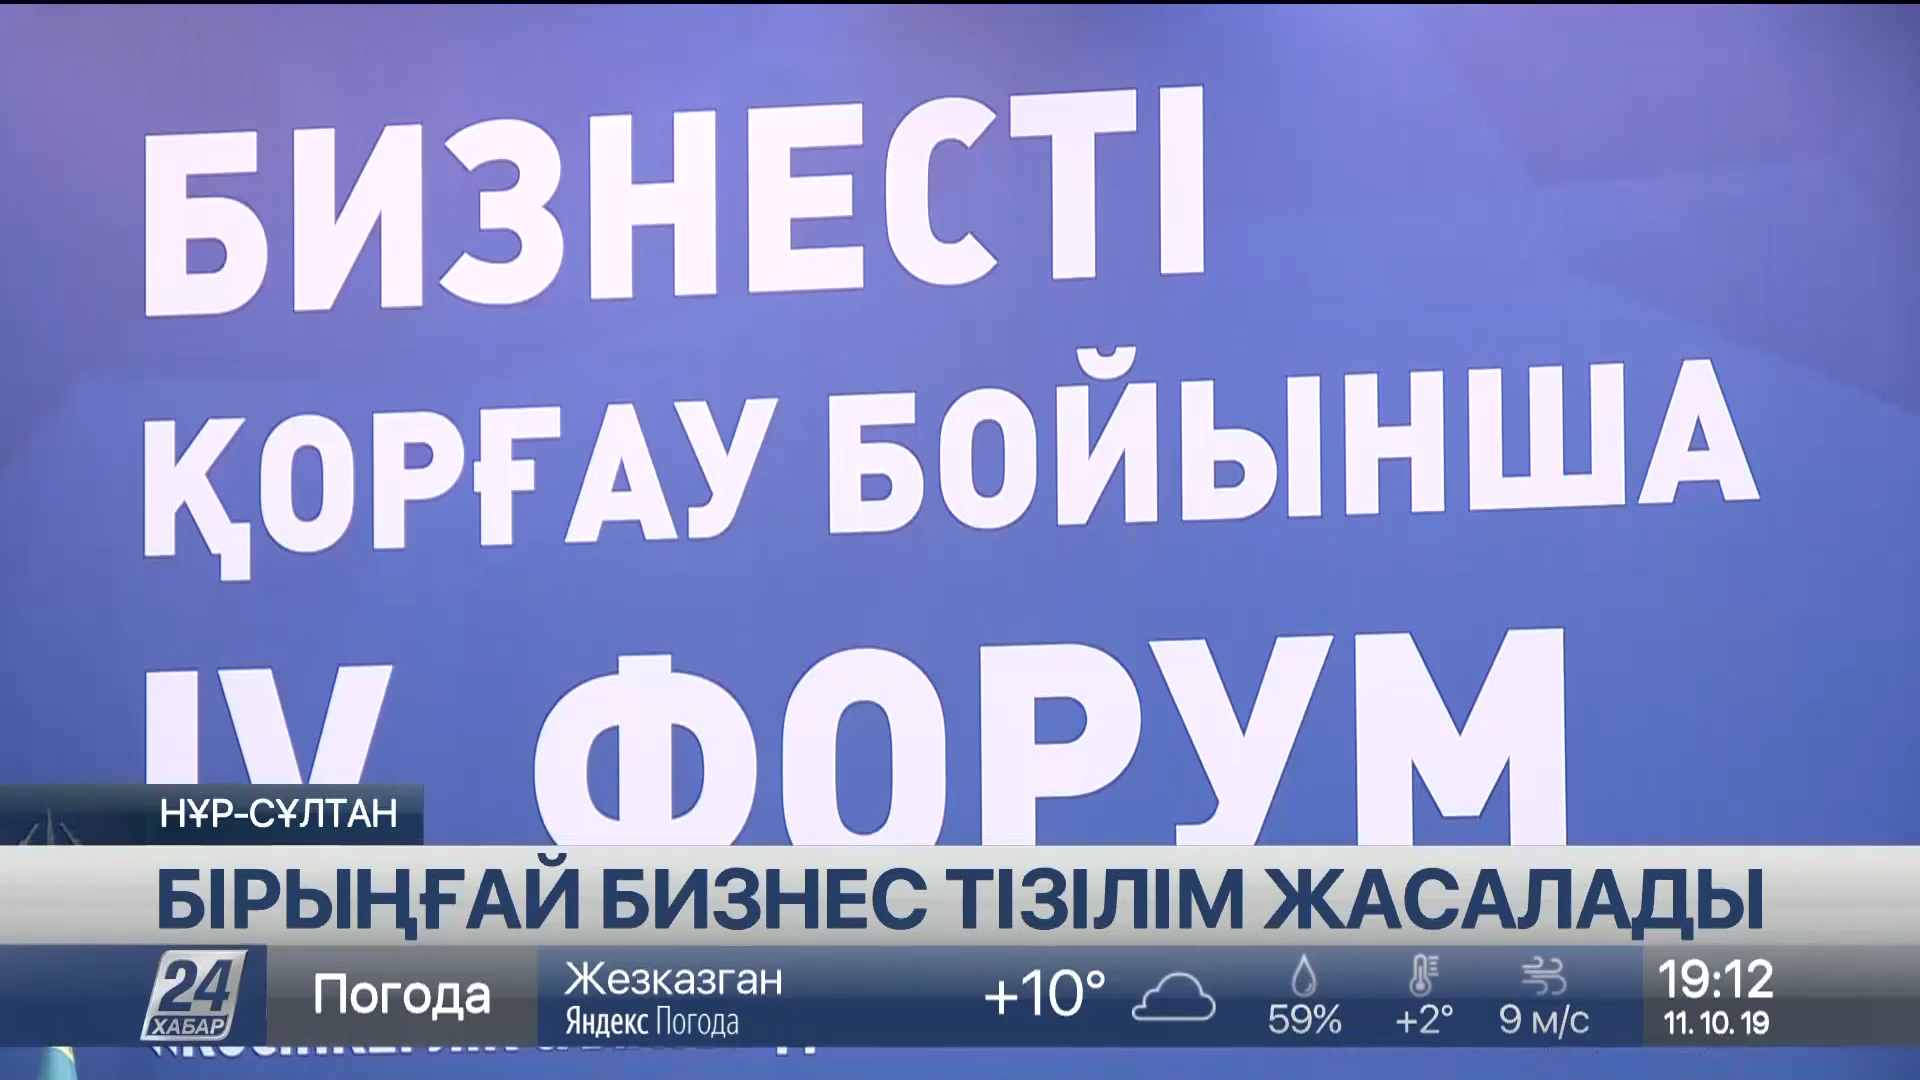 БИЗНЕСТІ
ҚОРҒАУ БОЙЫНША
IV ФОРУМ
НҰР-СҰЛТАН
БІРЫҢҒАЙ БИЗНЕС ТІЗІЛІМ ЖАСАЛАДЫ
24
ХАБАР
Погода
Жезказган
Яндекс Погода
+10°
59%
+2°
9 м/с
19:12
11. 10. 19